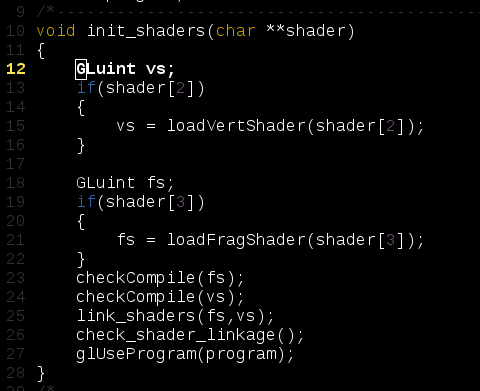 9 /*-------------------------------------------
10 void init_shaders(char **shader)
11 {
12     GLuint vs;
13     if(shader[2])
14     {
15         vs = loadVertShader(shader[2]);
16     }
17
18     GLuint fs;
19     if(shader[3])
20     {
21         fs = loadFragShader(shader[3]);
22     }
23     checkCompile(fs);
24     checkCompile(vs);
25     link_shaders(fs,vs);
26     check_shader_linkage();
27     glUseProgram(program);
28 }